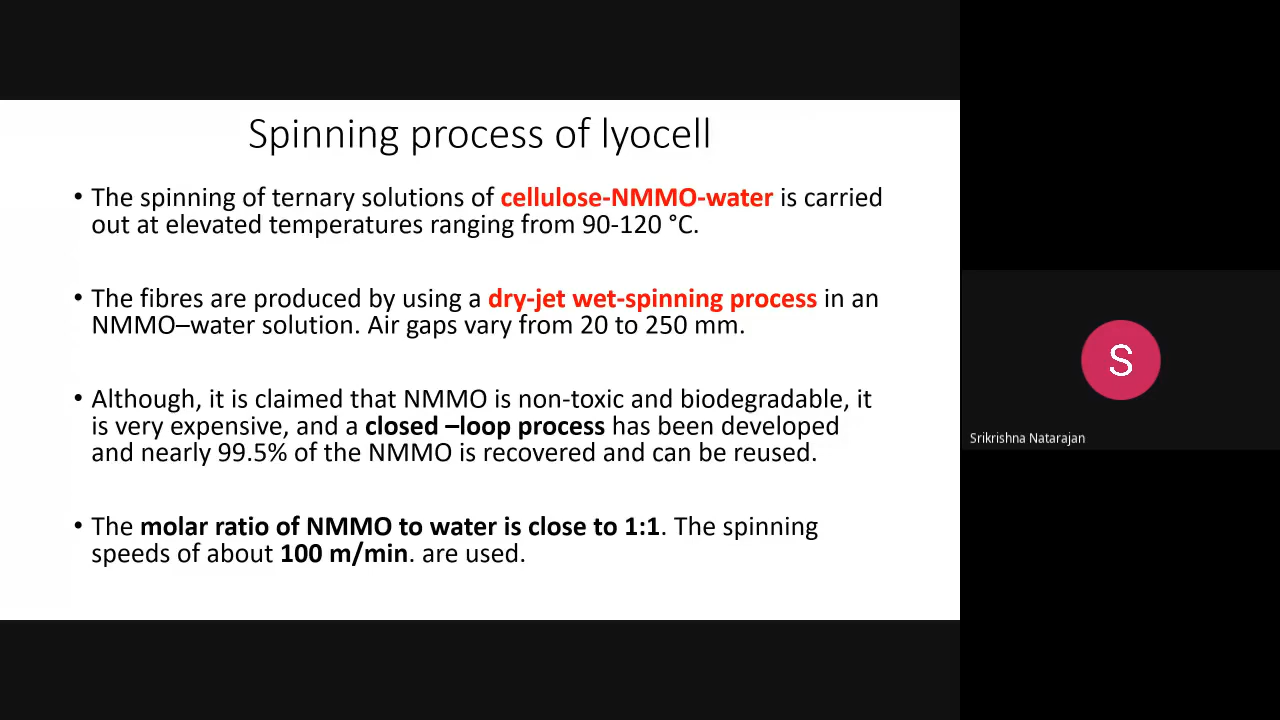 Spinning process of lyocell
• The spinning of ternary solutions of cellulose-NMMO-water is carried
out at elevated temperatures ranging from 90-120 °C.
• The fibres are produced by using a dry-jet wet-spinning process in an
NMMO–water solution. Air gaps vary from 20 to 250 mm.
• Although, it is claimed that NMMO is non-toxic and biodegradable, it
is very expensive, and a closed –loop process has been developed
and nearly 99.5% of the NMMO is recovered and can be reused.
• The molar ratio of NMMO to water is close to 1:1. The spinning
speeds of about 100 m/min. are used.
S
Srikrishna Natarajan